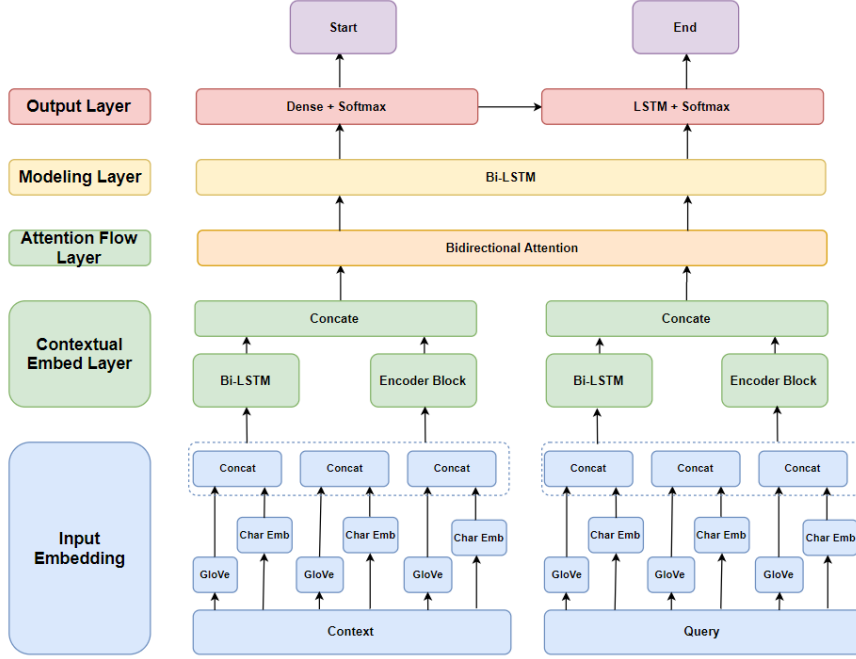 Start
End
Output Layer
Dense + Softmax
LSTM + Softmax
Modeling Layer
Bi-LSTM
Attention Flow
Layer
Bidirectional Attention
Concate
Concate
Contextual
Embed Layer
Bi-LSTM
Encoder Block
Bi-LSTM
Encoder Block
Concat
Concat
Concat
Concat
Concat
Concat
Input
Embedding
Char Emb
Char Emb
Char Emb
Char Emb
Char Emb
Char Emb
GloVe
GloVe
GloVe
GloVe
GloVe
GloVe
Context
Query